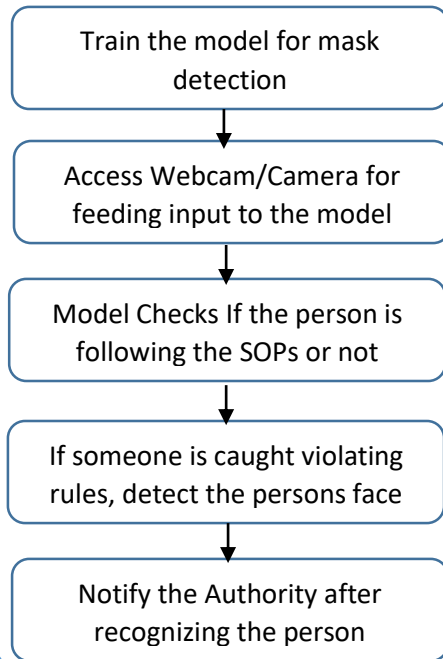 Train the model for mask
detection
Access Webcam/Camera for
feeding input to the model
Model Checks If the person is
following the SOPs or not
If someone is caught violating
rules, detect the persons face
Notify the Authority after
recognizing the person